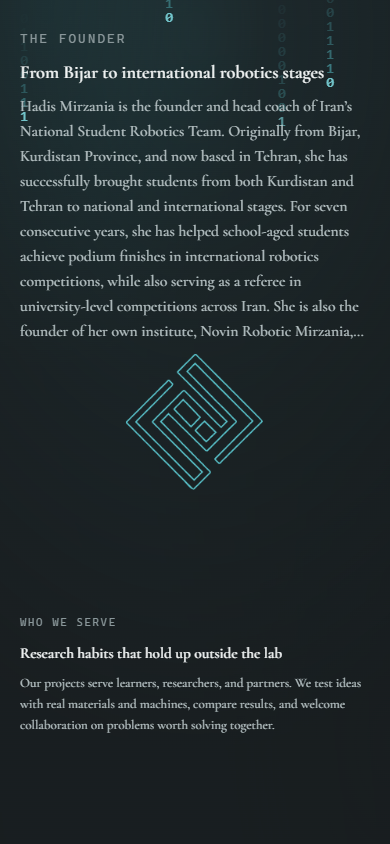 THE FOUNDER
From Bijar to international robotics stages
Hadis Mirzania is the founder and head coach of Iran’s
National Student Robotics Team. Originally from Bijar,
Kurdistan Province, and now based in Tehran, she has
successfully brought students from both Kurdistan and
Tehran to national and international stages. For seven
consecutive years, she has helped school-aged students
achieve podium finishes in international robotics
competitions, while also serving as a referee in
university-level competitions across Iran. She is also the
founder of her own institute, Novin Robotic Mirzania,...
WHO WE SERVE
Research habits that hold up outside the lab
Our projects serve learners, researchers, and partners. We test ideas
with real materials and machines, compare results, and welcome
collaboration on problems worth solving together.